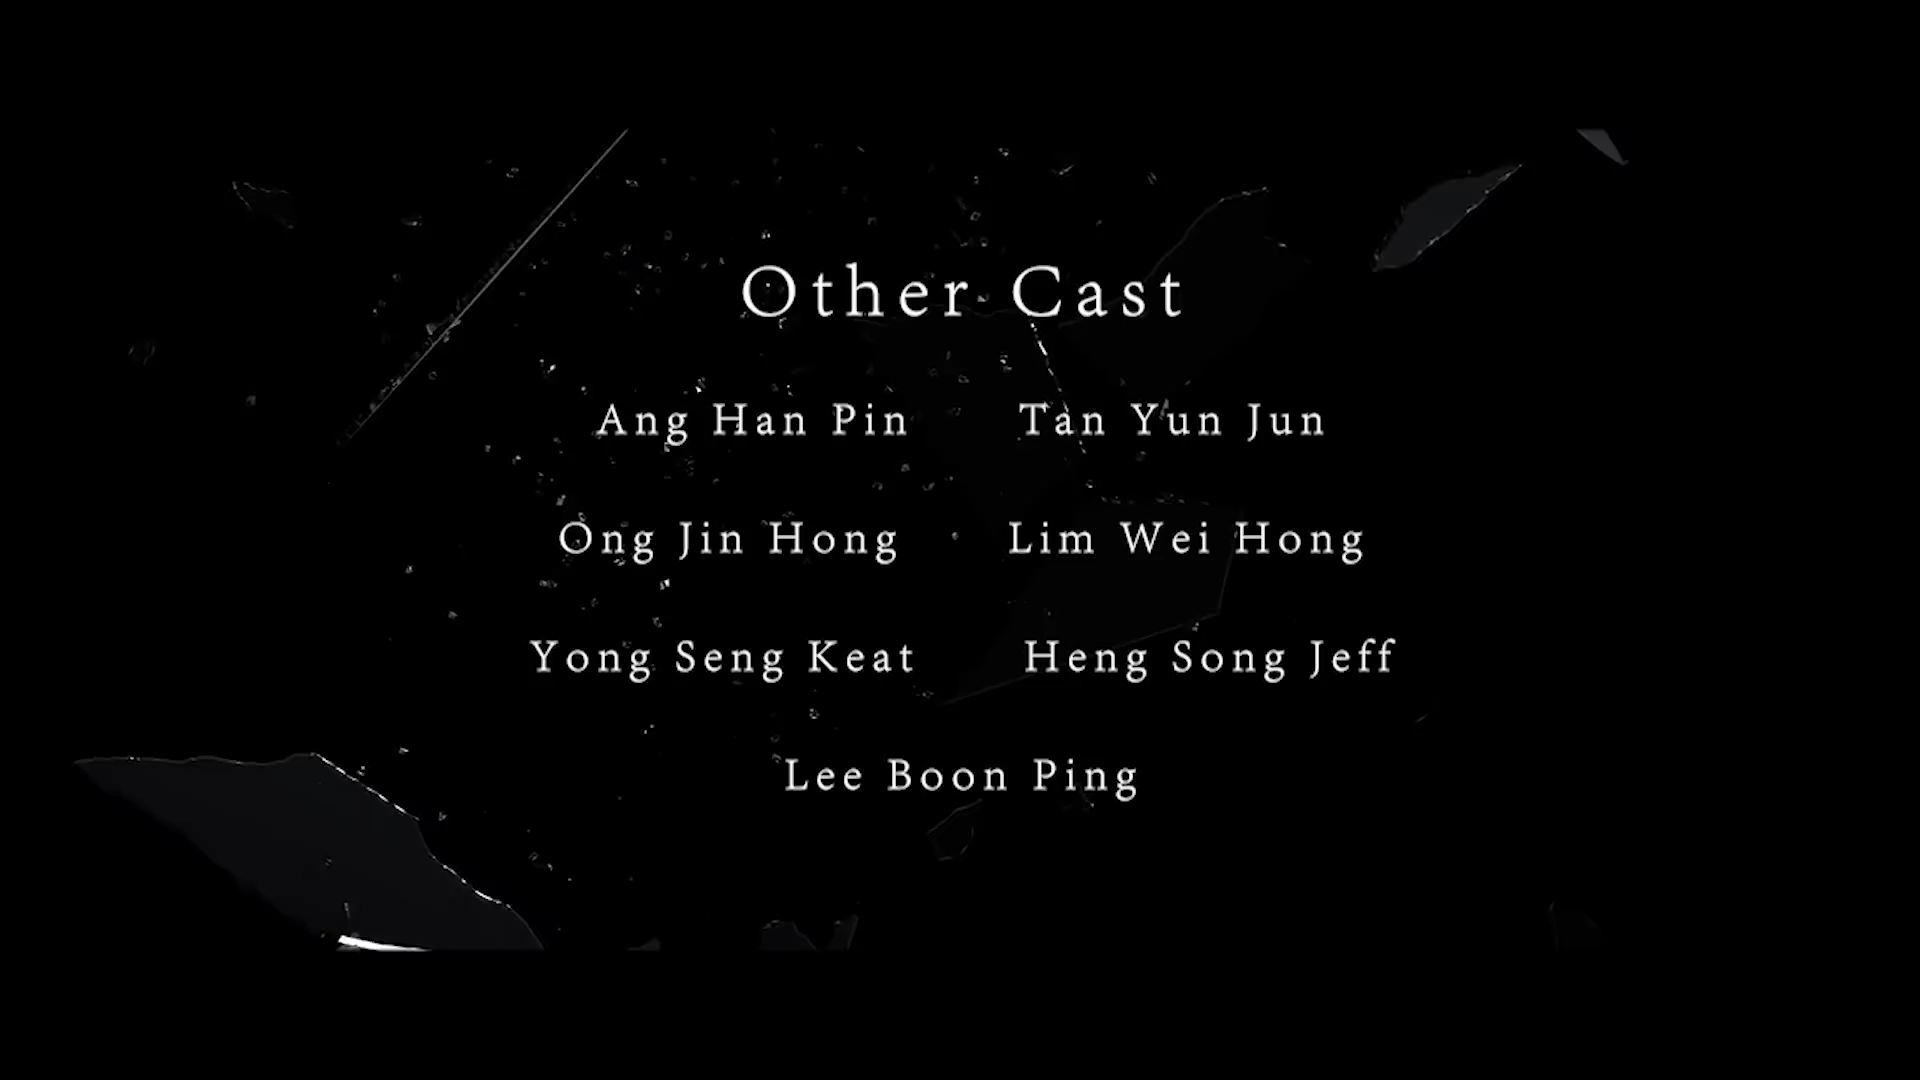 Other Cast
Ang Han Pin Tan Yun Jun
Ong Jin Hong Lim Wei Hong
Yong Seng Keat Heng Song Jeff
Lee Boon Ping